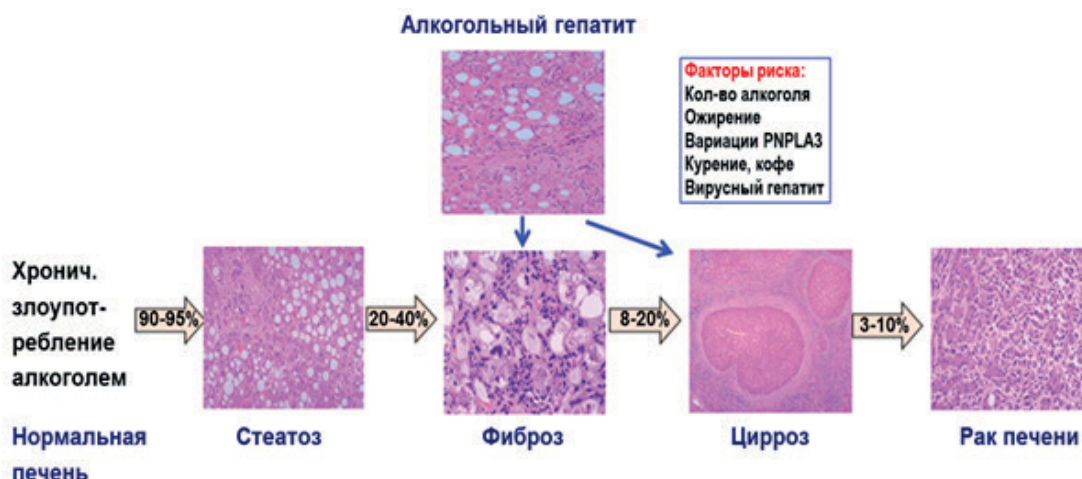 Алкогольный гепатит
Факторы риска:
Кол-во алкоголя
Ожирение
Вариации PNPLA3
Курение, кофе
Вирусный гепатит
Хронич.
злоупот-
ребление
алкоголем
90-95%
20-40%
8-20%
3-10%
Нормальная
печень
Стеатоз
Фиброз
Цирроз
Рак печени